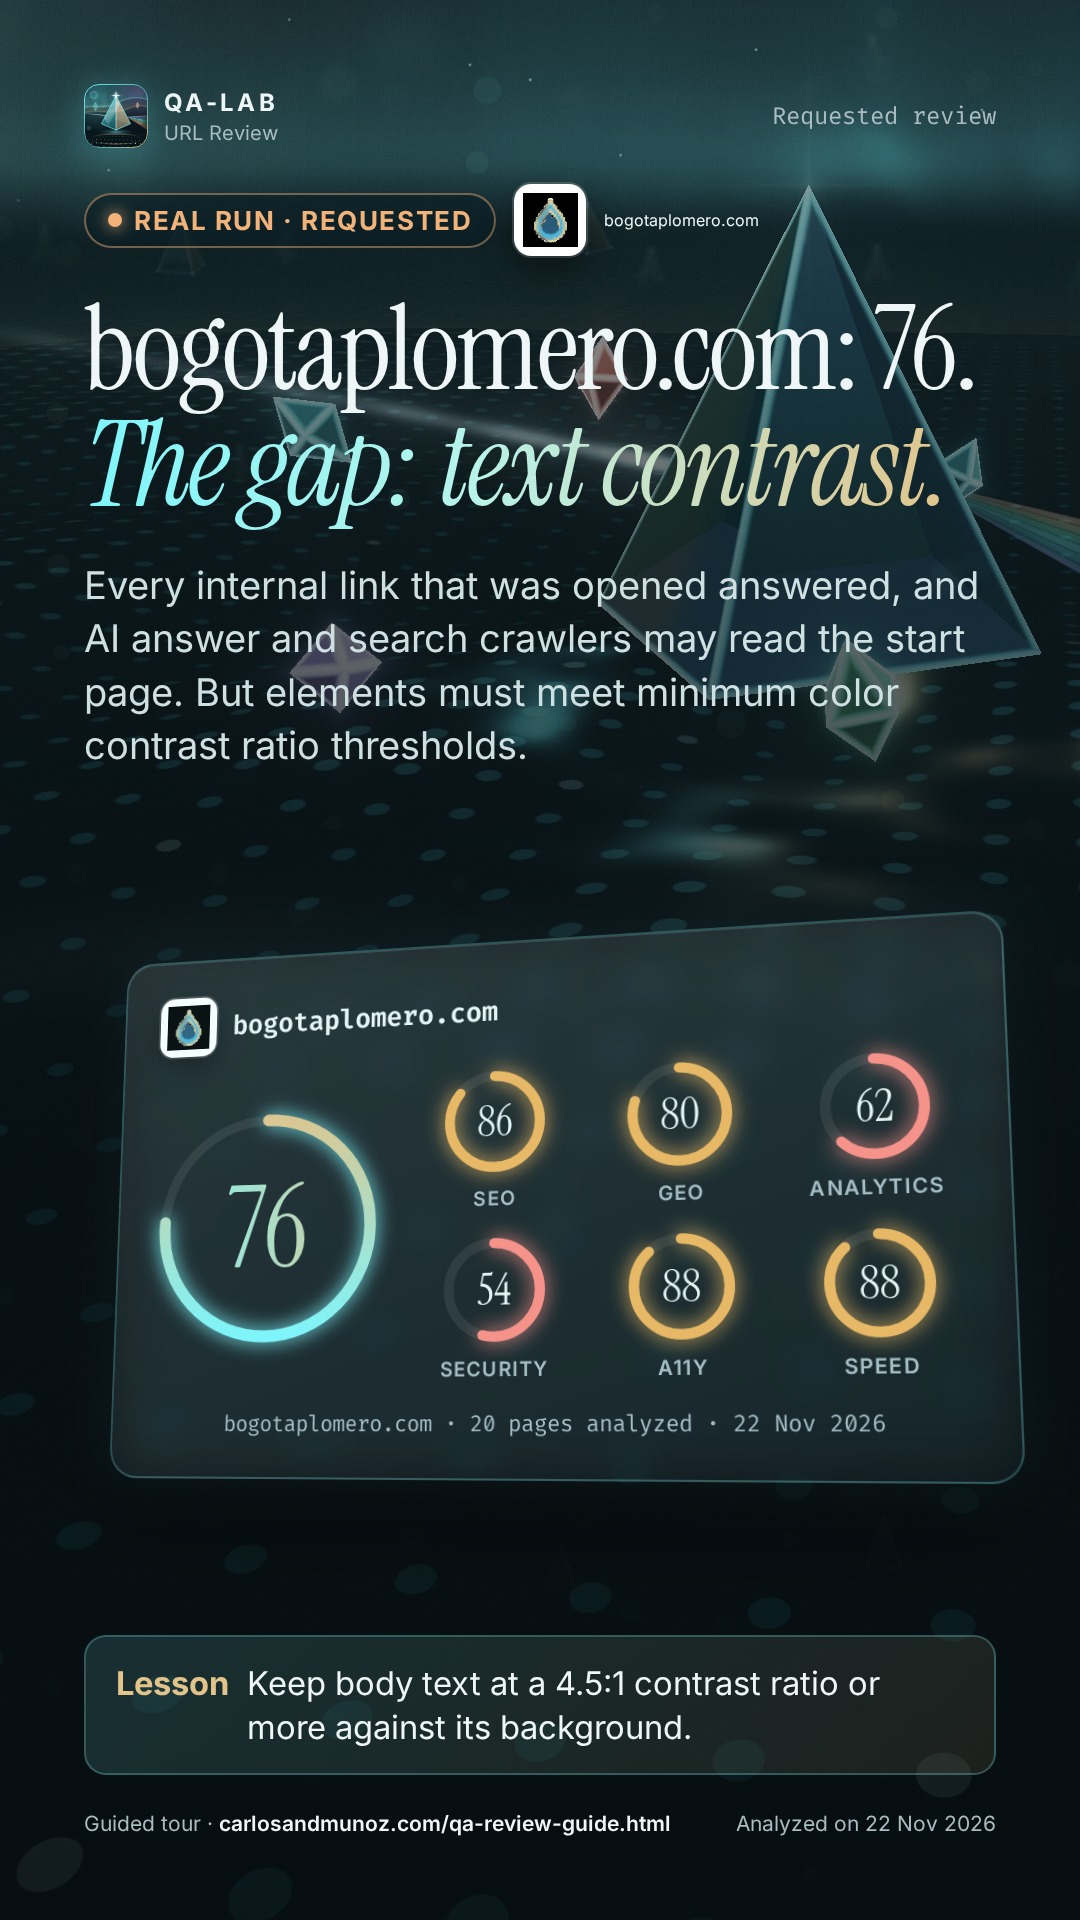 QA-LAB
URL Review
Requested review
REAL RUN · REQUESTED
bogotaplomero.com
bogotaplomero.com: 76.
The gap: text contrast.
Every internal link that was opened answered, and
AI answer and search crawlers may read the start
page. But elements must meet minimum color
contrast ratio thresholds.
bogotaplomero.com
76
86
SEO
80
GEO
62
ANALYTICS
54
SECURITY
88
A11Y
88
SPEED
bogotaplomero.com · 20 pages analyzed · 22 Nov 2026
Lesson Keep body text at a 4.5:1 contrast ratio or
more against its background.
Guided tour · carlosandmunoz.com/qa-review-guide.html
Analyzed on 22 Nov 2026